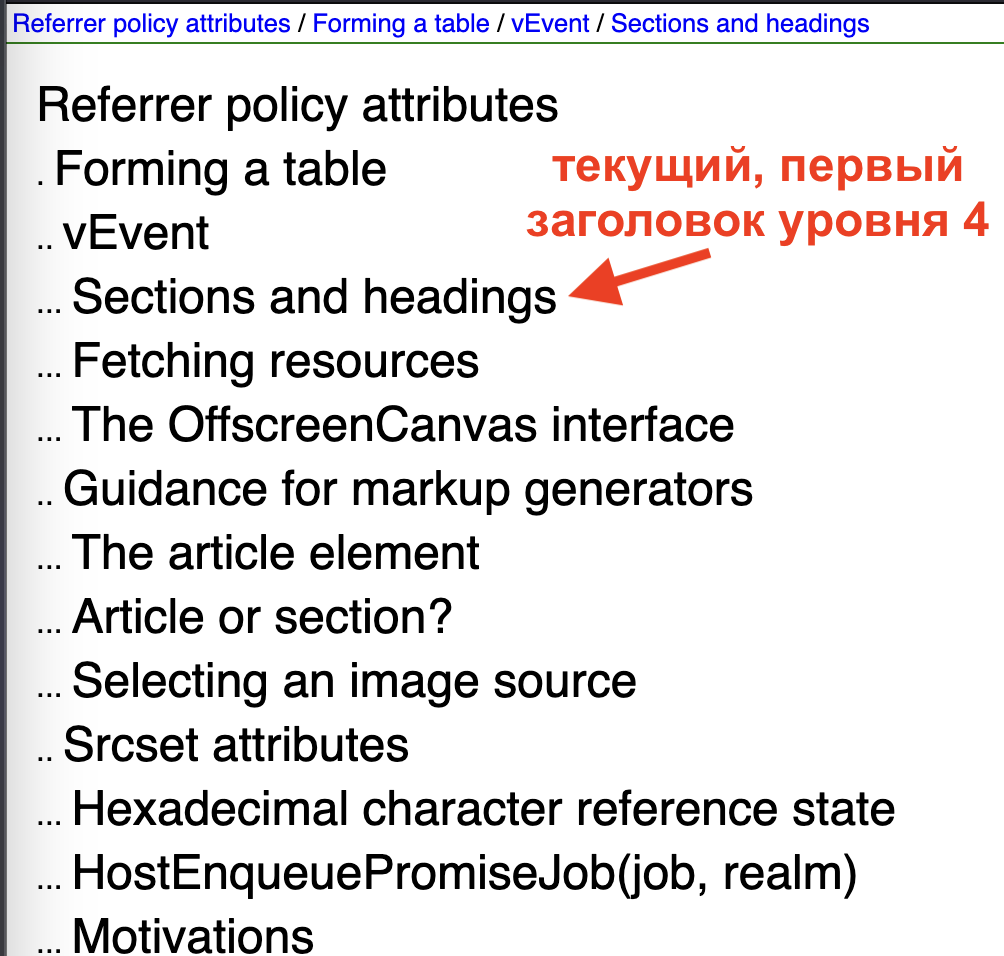 Referrer policy attributes / Forming a table / vEvent / Sections and headings
Referrer policy attributes
. Forming a table
текущий, первый
заголовок уровня 4
.. vEvent
... Sections and headings
... Fetching resources
... The OffscreenCanvas interface
.. Guidance for markup generators
... The article element
... Article or section?
... Selecting an image source
.. Srcset attributes
... Hexadecimal character reference state
... HostEnqueuePromiseJob(job, realm)
... Motivations